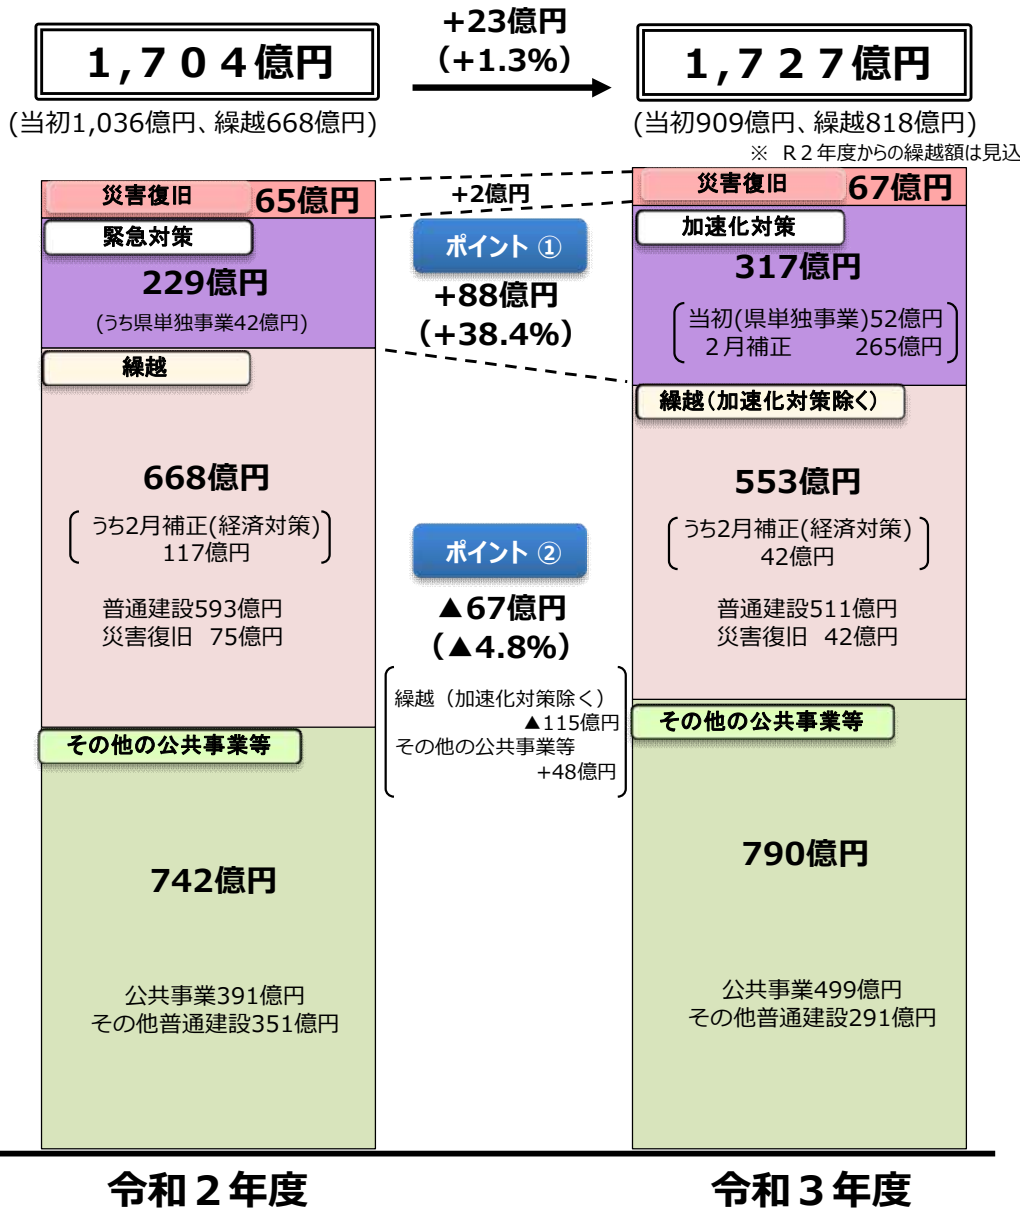 1,704億円
(当初1,036億円、繰越668億円)
+23億円
(+1.3%)
1,727億円
(当初909億円、繰越818億円)
※ R2年度からの繰越額は見込
災害復旧 65億円
緊急対策
229億円
(うち県単独事業42億円)
繰越
668億円
うち2月補正(経済対策)
117億円
普通建設593億円
災害復旧 75億円
その他の公共事業等
742億円
公共事業391億円
その他普通建設351億円
令和2年度
+2億円
ポイント ①
+88億円
(+38.4%)
ポイント ②
▲67億円
(▲4.8%)
繰越(加速化対策除く)
▲115億円
その他の公共事業等
+48億円
災害復旧 67億円
加速化対策
317億円
当初(県単独事業)52億円
2月補正 265億円
繰越(加速化対策除く)
553億円
うち2月補正(経済対策)
42億円
普通建設511億円
災害復旧 42億円
その他の公共事業等
790億円
公共事業499億円
その他普通建設291億円
令和3年度